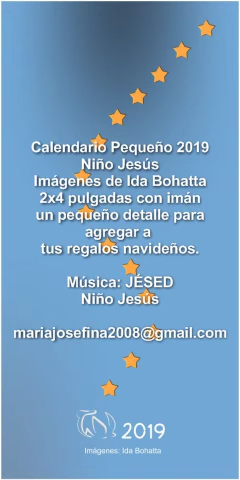 Calendario Pequeño 2019
Niño Jesús
Imágenes de Ida Bohatta
2x4 pulgadas con imán
un pequeño detalle para
agregar a
tus regalos navideños.
Música: JÉSED
Niño Jesús
mariajosefina2008@gmail.com
2019
Imágenes: Ida Bohatta